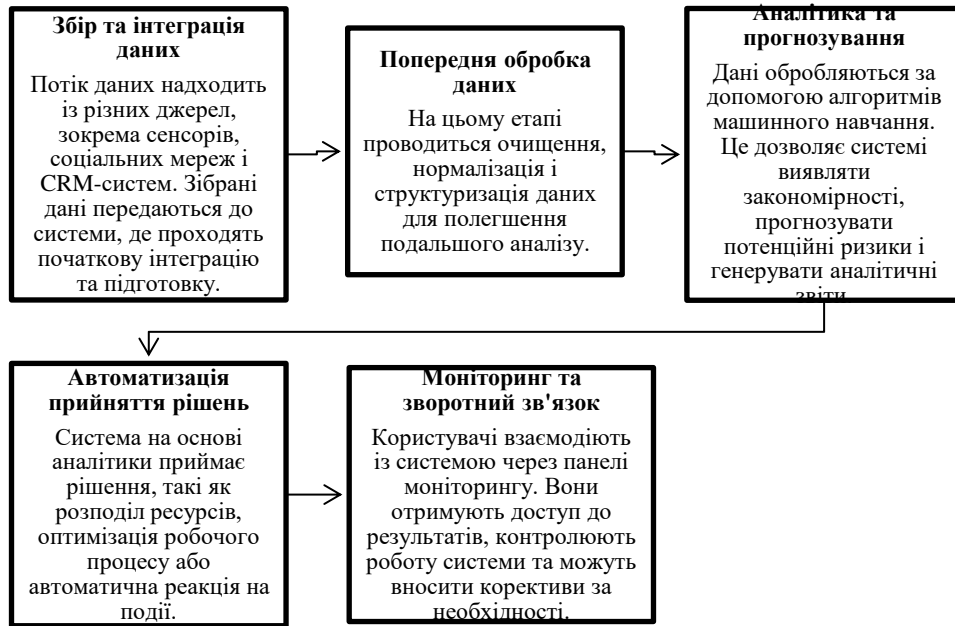 Збір та інтеграція
даних
Потік даних надходить
із різних джерел,
зокрема сенсорів,
соціальних мереж і
CRM-систем. Зібрані
дані передаються до
системи, де проходять
початкову інтеграцію
та підготовку.
Попередня обробка
даних
На цьому етапі
проводиться очищення,
нормалізація і
структуризація даних
для полегшення
подальшого аналізу.
Аналітика та
прогнозування
Дані обробляються за
допомогою алгоритмів
машинного навчання.
Це дозволяє системі
виявляти
закономірності,
прогнозувати
потенційні ризики і
генерувати аналітичні
звіти.
Автоматизація
прийняття рішень
Система на основі
аналітики приймає
рішення, такі як
розподіл ресурсів,
оптимізація робочого
процесу або
автоматична реакція на
події.
Моніторинг та
зворотний зв'язок
Користувачі взаємодіють
із системою через панелі
моніторингу. Вони
отримують доступ до
результатів, контролюють
роботу системи та можуть
вносити корективи за
необхідності.